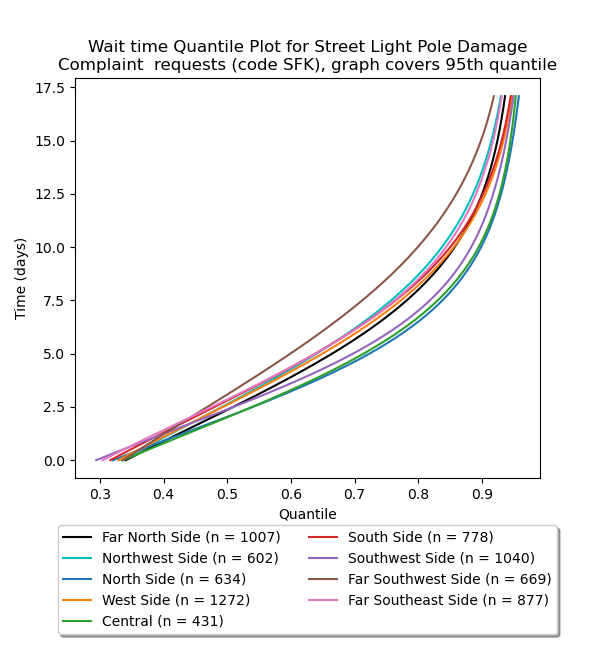 Wait time Quantile Plot for Street Light Pole Damage
Complaint  requests (code SFK), graph covers 95th quantile
17.5
15.0
12.5
10.0
7.5
5.0
2.5
0.0
Time (days)
0.3 0.4 0.5 0.6 0.7 0.8 0.9
Quantile
Far North Side (n = 1007)
Northwest Side (n = 602)
North Side (n = 634)
West Side (n = 1272)
Central (n = 431)
South Side (n = 778)
Southwest Side (n = 1040)
Far Southwest Side (n = 669)
Far Southeast Side (n = 877)